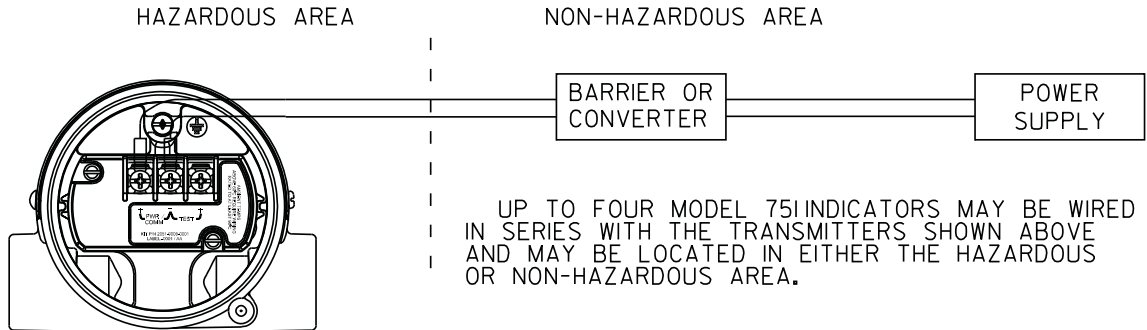 HAZARDOUS AREA
NON-HAZARDOUS AREA
BARRIER OR
CONVERTER
POWER
SUPPLY
PWR
COMM
TEST
UP TO FOUR MODEL 751 INDICATORS MAY BE WIRED
IN SERIES WITH THE TRANSMITTERS SHOWN ABOVE
AND MAY BE LOCATED IN EITHER THE HAZARDOUS
OR NON-HAZARDOUS AREA.